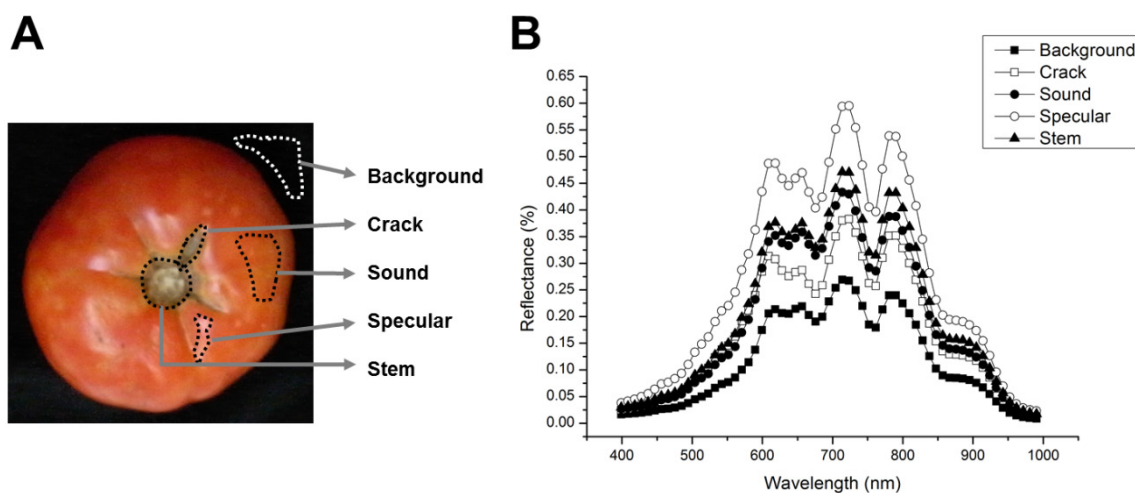 A
Background
Crack
Sound
Specular
Stem
B
Background
Crack
Sound
Specular
Stem
Reflectance (%)
0.65
0.60
0.55
0.50
0.45
0.40
0.35
0.30
0.25
0.20
0.15
0.10
0.05
0.00
400 500 600 700 800 900 1000
Wavelength (nm)